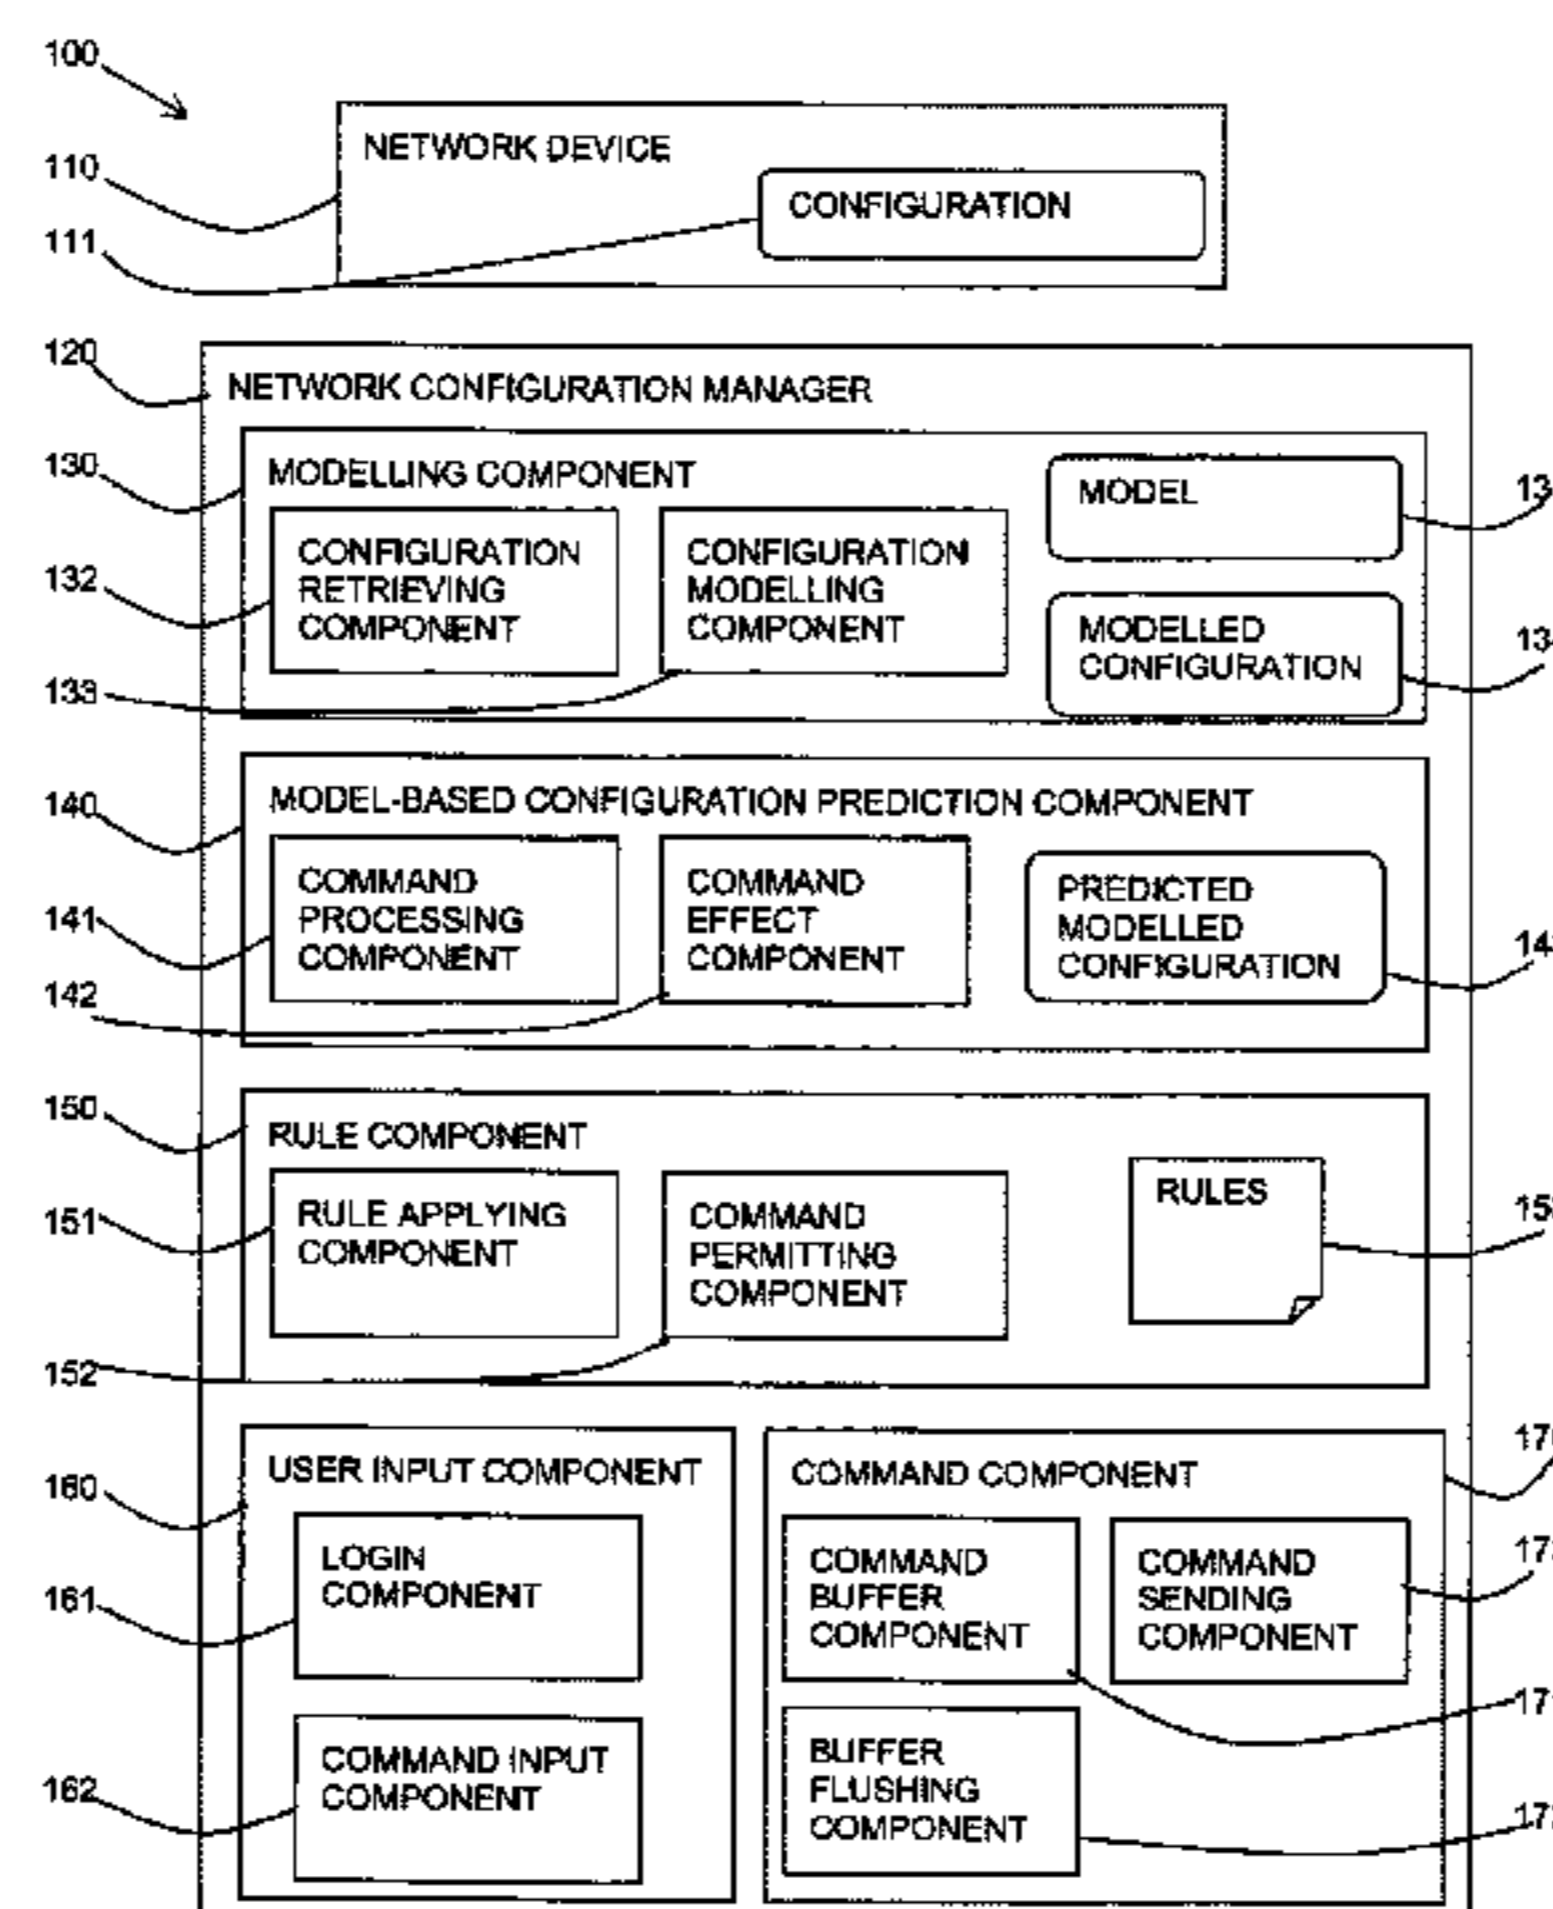 100
NETWORK DEVICE
110
CONFIGURATION
111
120
NETWORK CONFIGURATION MANAGER
130
MODELLING COMPONENT
MODEL
CONFIGURATION
RETRIEVING
COMPONENT
132
CONFIGURATION
MODELLING
COMPONENT
MODELLED
CONFIGURATION
133
140
MODEL-BASED CONFIGURATION PREDICTION COMPONENT
COMMAND
PROCESSING
COMPONENT
141
COMMAND
EFFECT
COMPONENT
142
PREDICTED
MODELLED
CONFIGURATION
150
RULE COMPONENT
151
RULE APPLYING
COMPONENT
COMMAND
PERMITTING
COMPONENT
RULES
152
160
USER INPUT COMPONENT
LOGIN
COMPONENT
161
COMMAND INPUT
COMPONENT
162
COMMAND COMPONENT
COMMAND
BUFFER
COMPONENT
COMMAND
SENDING
COMPONENT
BUFFER
FLUSHING
COMPONENT